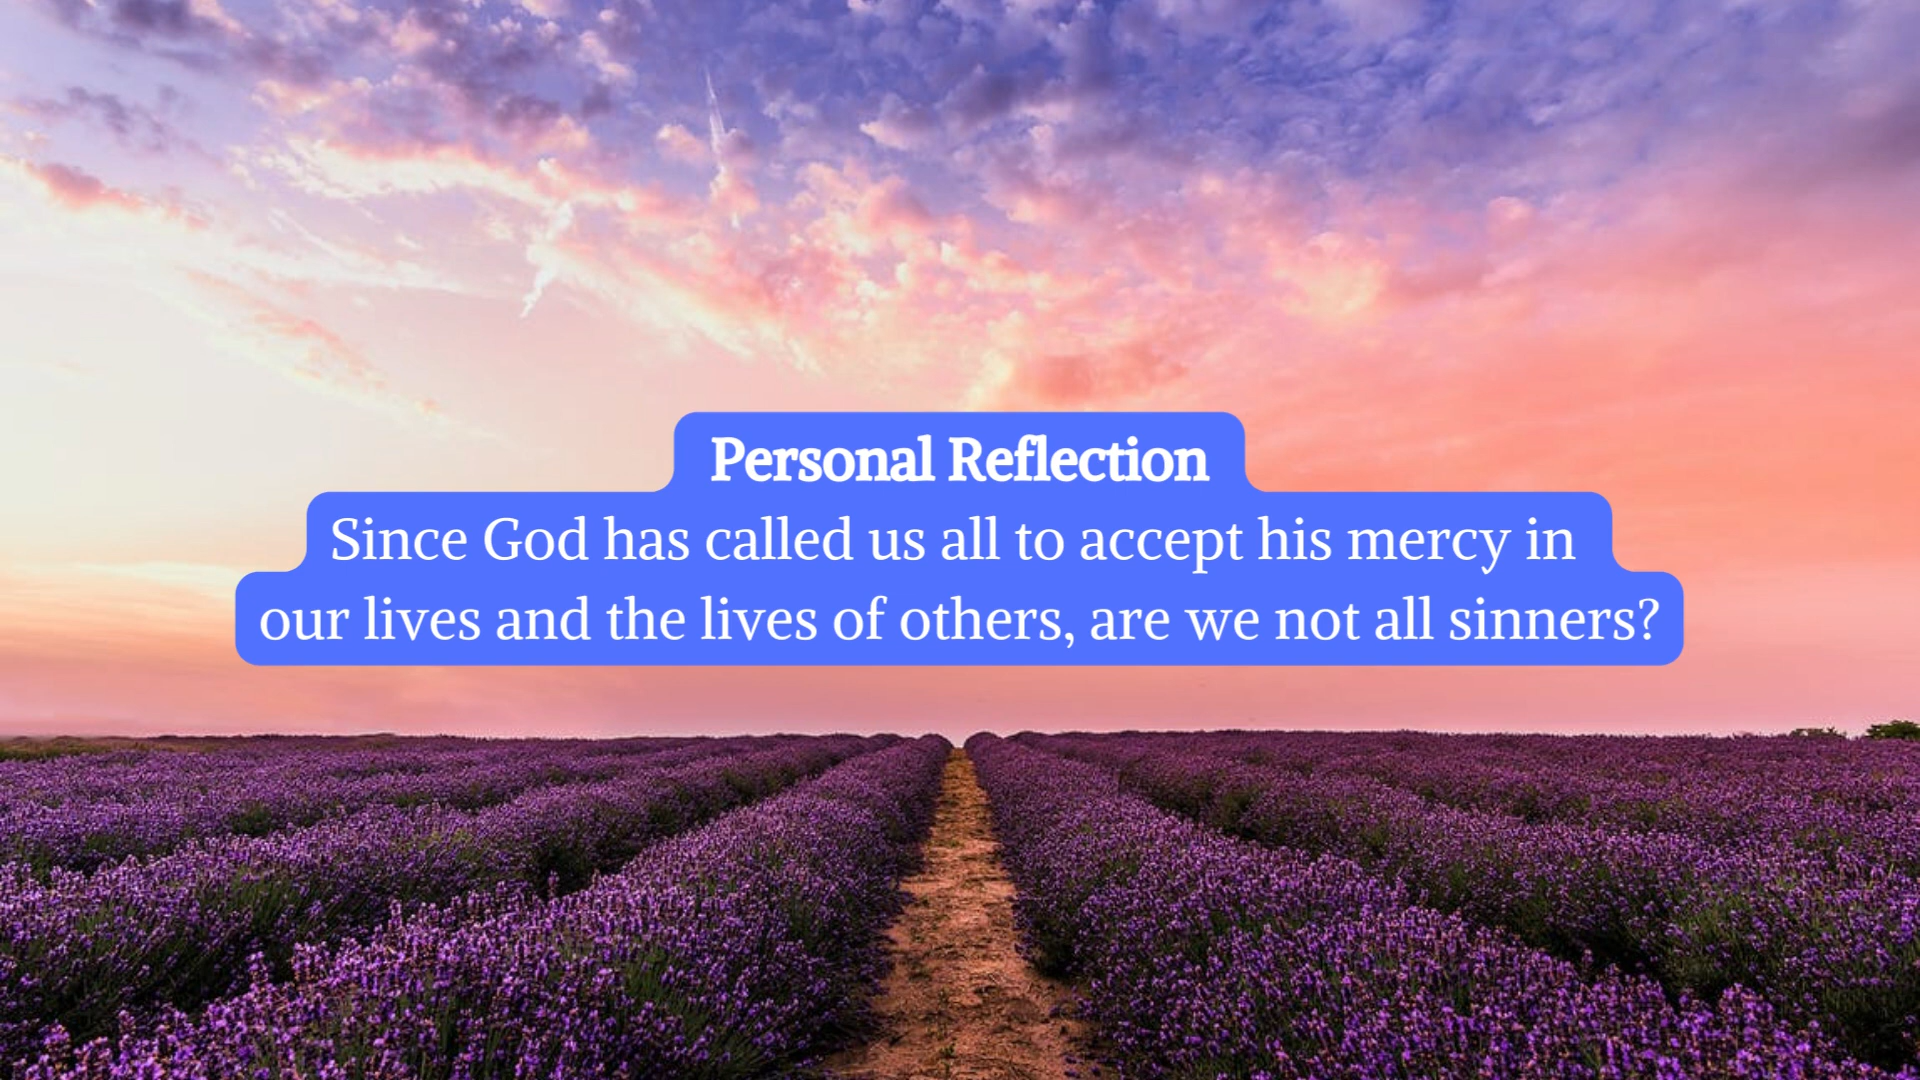 Personal Reflection
Since God has called us all to accept his mercy in
our lives and the lives of others, are we not all sinners?